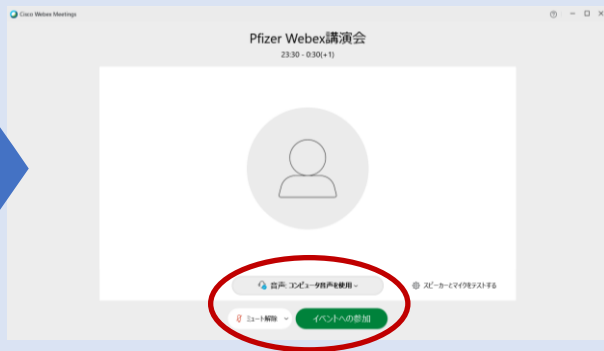 Cisco Webex Meetings
Pfizer Webex講演会
23:30 - 0:30(+1)
音声: コンピュータ音声を使用
スピーカーとマイクをテストする
ミュート解除
イベントへの参加